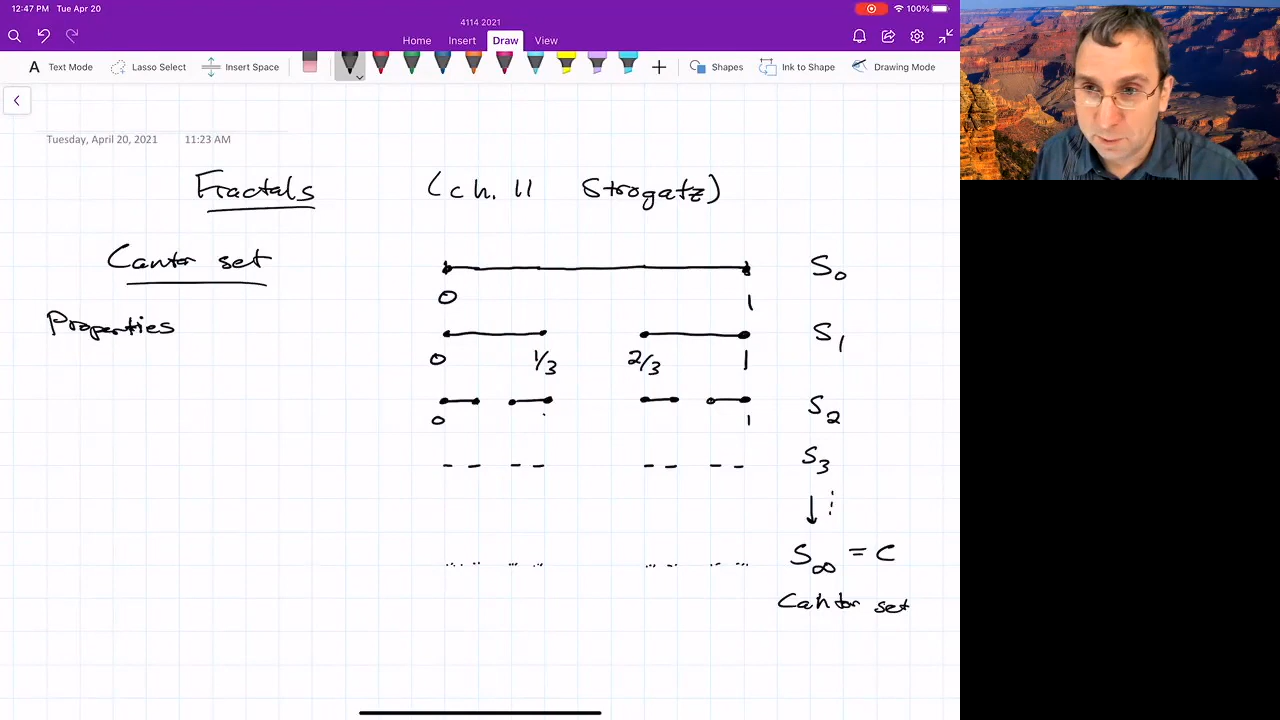 12:47 PM Tue Apr 20
100%
4114 2021
Home Insert Draw View
Text Mode Lasso Select Insert Space Shapes Ink to Shape Drawing Mode
Tuesday, April 20, 2021 11:23 AM
Fractals (ch. 11 Strogatz)
Cantor set
S₀
0 1
Properties
S₁
0 1/3 2/3 1
S₂
0 1
S₃
S∞ = C
Cantor set